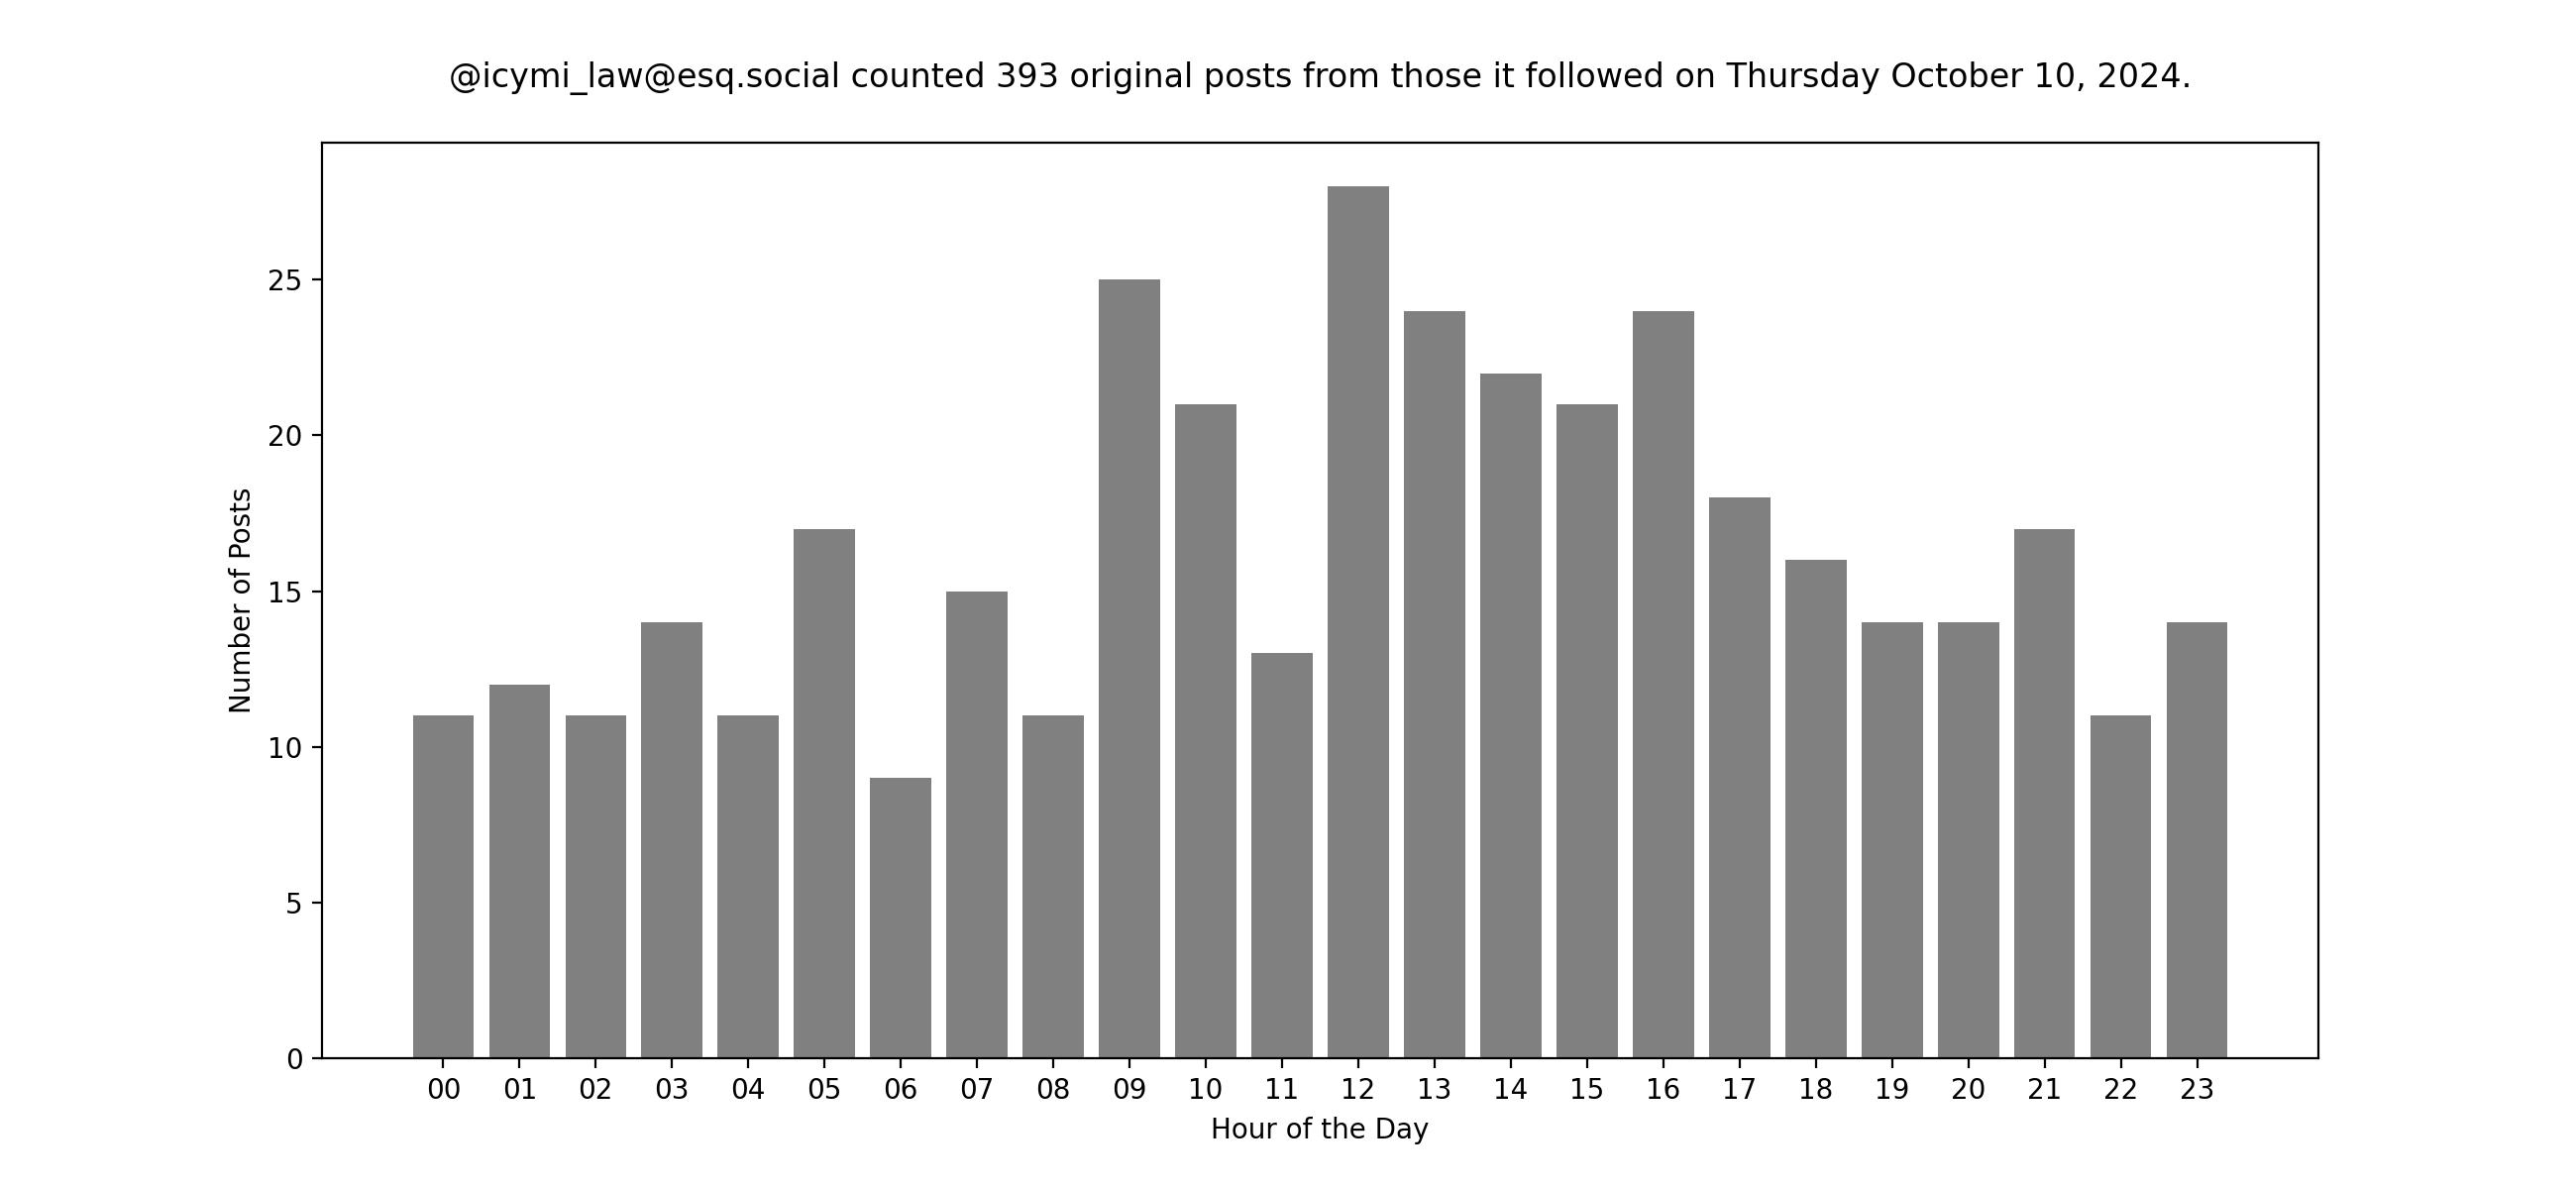 @icymi_law@esq.social counted 393 original posts from those it followed on Thursday October 10, 2024.
25
20
15
10
5
0
Number of Posts
00 01 02 03 04 05 06 07 08 09 10 11 12 13 14 15 16 17 18 19 20 21 22 23
Hour of the Day